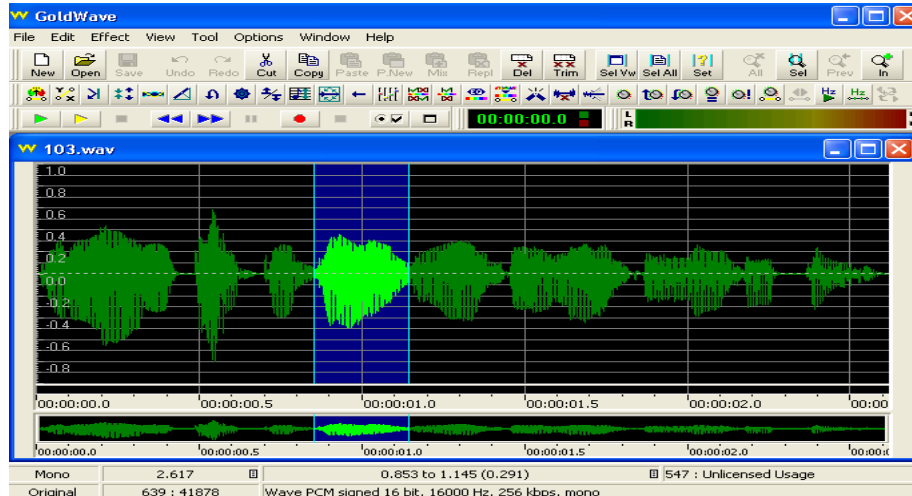 GoldWave
File Edit Effect View Tool Options Window Help
New Open Save Undo Redo Cut Copy Paste P.New Mix Repl Del Trim Sel Vw Sel All Set All Sel Prev In
00:00:00.0 L
R
103.wav
1.0
0.8
0.6
0.4
0.2
0.0
-0.2
-0.4
-0.6
-0.8
00:00:00.0 00:00:00.5 00:00:01.0 00:00:01.5 00:00:02.0 00:00
00:00:00.0 00:00:00.5 00:00:01.0 00:00:01.5 00:00:02.0
Mono 2.617 0.853 to 1.145 (0.291) 547 : Unlicensed Usage
Original 639 : 41878 Wave PCM signed 16 bit, 16000 Hz, 256 kbps, mono